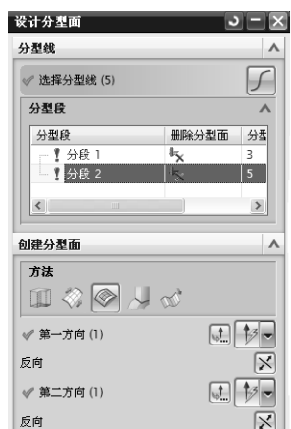 设计分型面
分型线
选择分型线 (5)
分型段
分型段 删除分型面 分型
分段 1 3
分段 2 5
创建分型面
方法
第一方向 (1)
反向
第二方向 (1)
反向